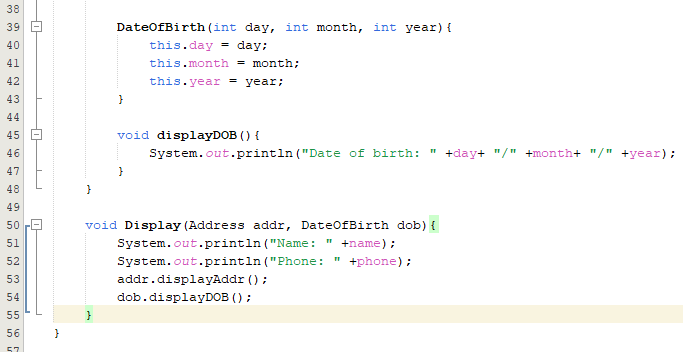 38
39 DateOfBirth(int day, int month, int year){
40 this.day = day;
41 this.month = month;
42 this.year = year;
43 }
44
45 void displayDOB(){
46 System.out.println("Date of birth: " +day+ "/" +month+ "/" +year);
47 }
48 }
49
50 void Display(Address addr, DateOfBirth dob){
51 System.out.println("Name: " +name);
52 System.out.println("Phone: " +phone);
53 addr.displayAddr();
54 dob.displayDOB();
55 }
56 }
57